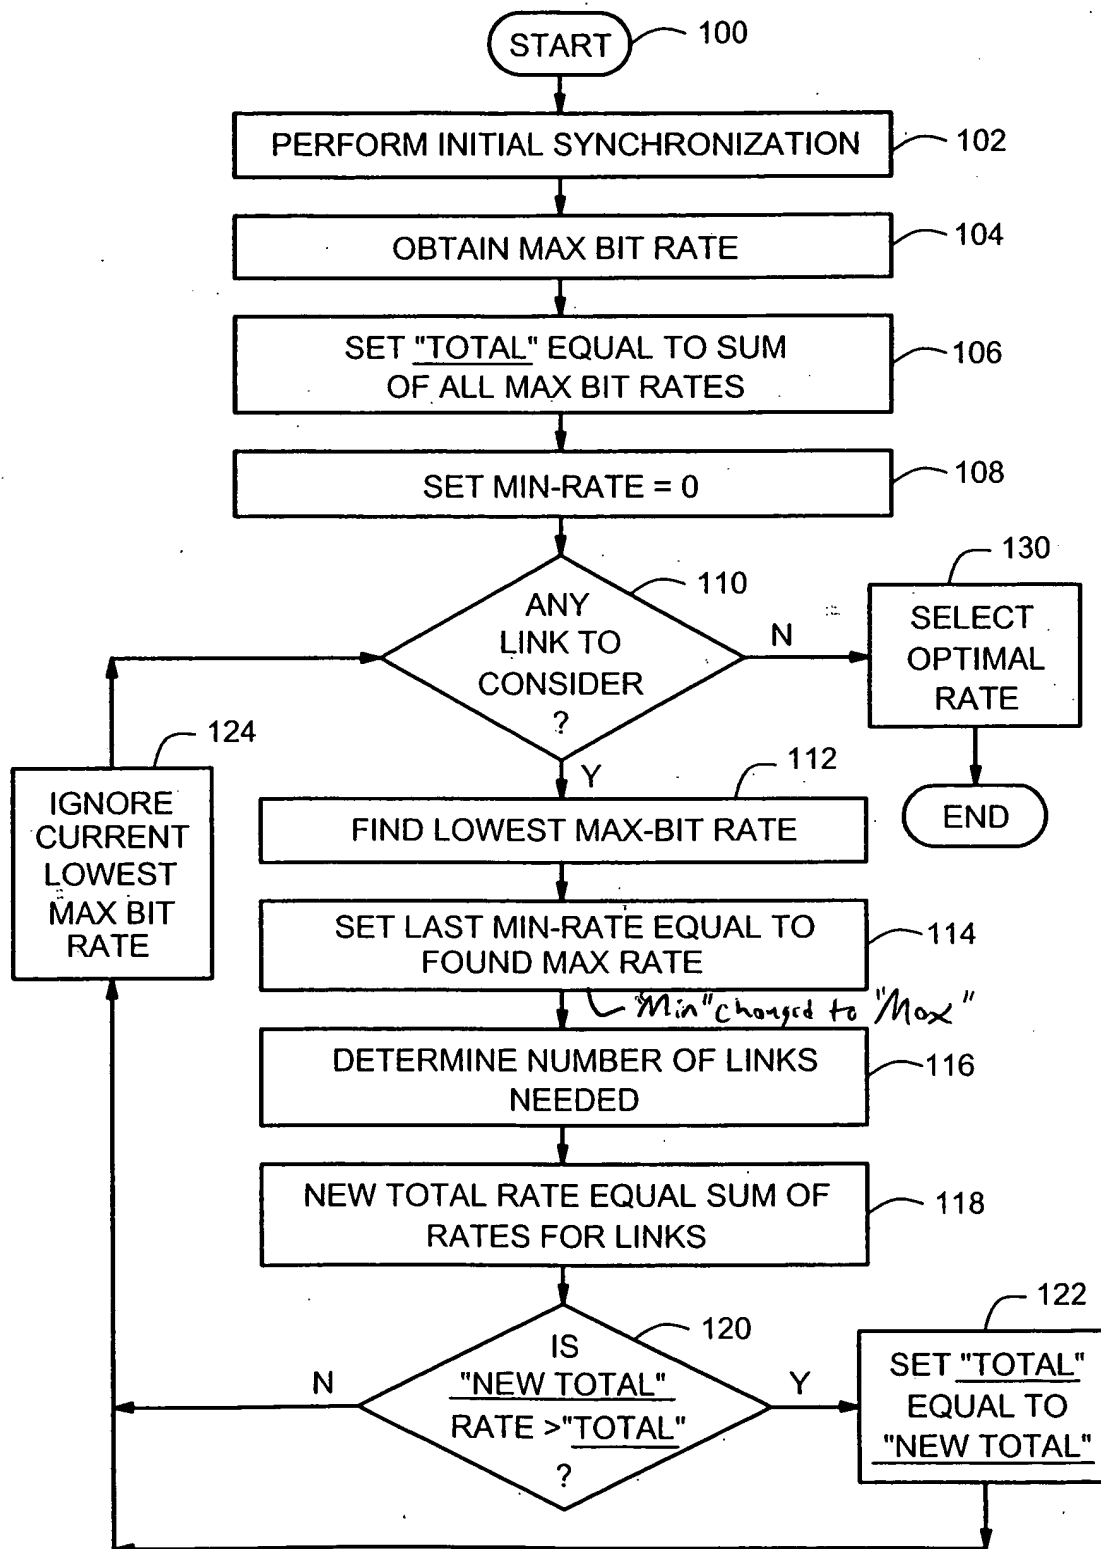 START
100
PERFORM INITIAL SYNCHRONIZATION
102
OBTAIN MAX BIT RATE
104
SET "TOTAL" EQUAL TO SUM
OF ALL MAX BIT RATES
106
SET MIN-RATE = 0
108
ANY
LINK TO
CONSIDER
?
110
N
130
SELECT
OPTIMAL
RATE
END
Y
112
FIND LOWEST MAX-BIT RATE
124
IGNORE
CURRENT
LOWEST
MAX BIT
RATE
SET LAST MIN-RATE EQUAL TO
FOUND MAX RATE
114
"Min" changed to "Max"
DETERMINE NUMBER OF LINKS
NEEDED
116
NEW TOTAL RATE EQUAL SUM OF
RATES FOR LINKS
118
IS
"NEW TOTAL"
RATE >"TOTAL"
?
120
N
Y
122
SET "TOTAL"
EQUAL TO
"NEW TOTAL"